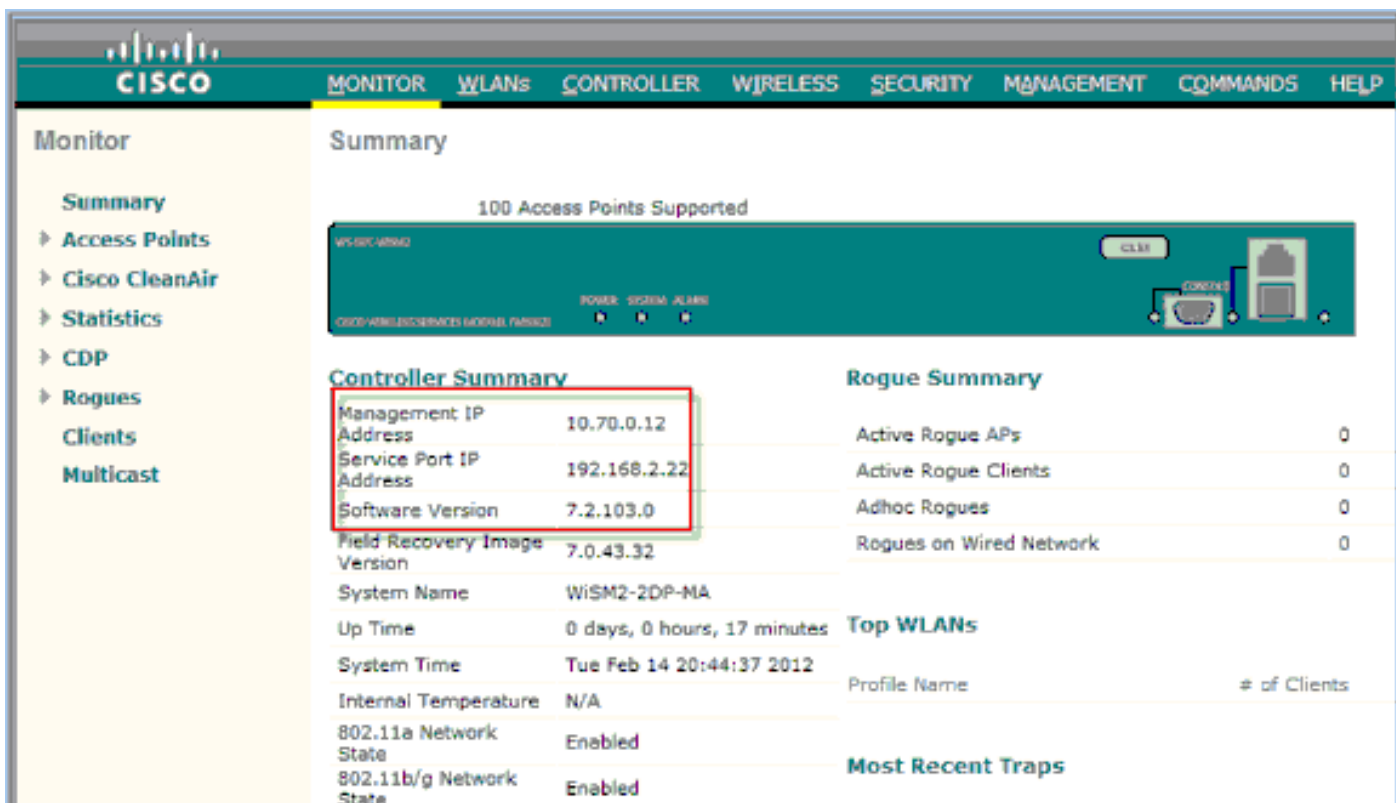 CISCO
MONITOR WLANs CONTROLLER WIRELESS SECURITY MANAGEMENT COMMANDS HELP
Monitor
Summary
Access Points
Cisco CleanAir
Statistics
CDP
Rogues
Clients
Multicast
Summary
100 Access Points Supported
POWER SYSTEM ALARM
Controller Summary
Management IP Address 10.70.0.12
Service Port IP Address 192.168.2.22
Software Version 7.2.103.0
Field Recovery Image Version 7.0.43.32
System Name WiSM2-2DP-MA
Up Time 0 days, 0 hours, 17 minutes
System Time Tue Feb 14 20:44:37 2012
Internal Temperature N/A
802.11a Network State Enabled
802.11b/g Network State Enabled
Rogue Summary
Active Rogue APs 0
Active Rogue Clients 0
Adhoc Rogues 0
Rogues on Wired Network 0
Top WLANs
Profile Name # of Clients
Most Recent Traps